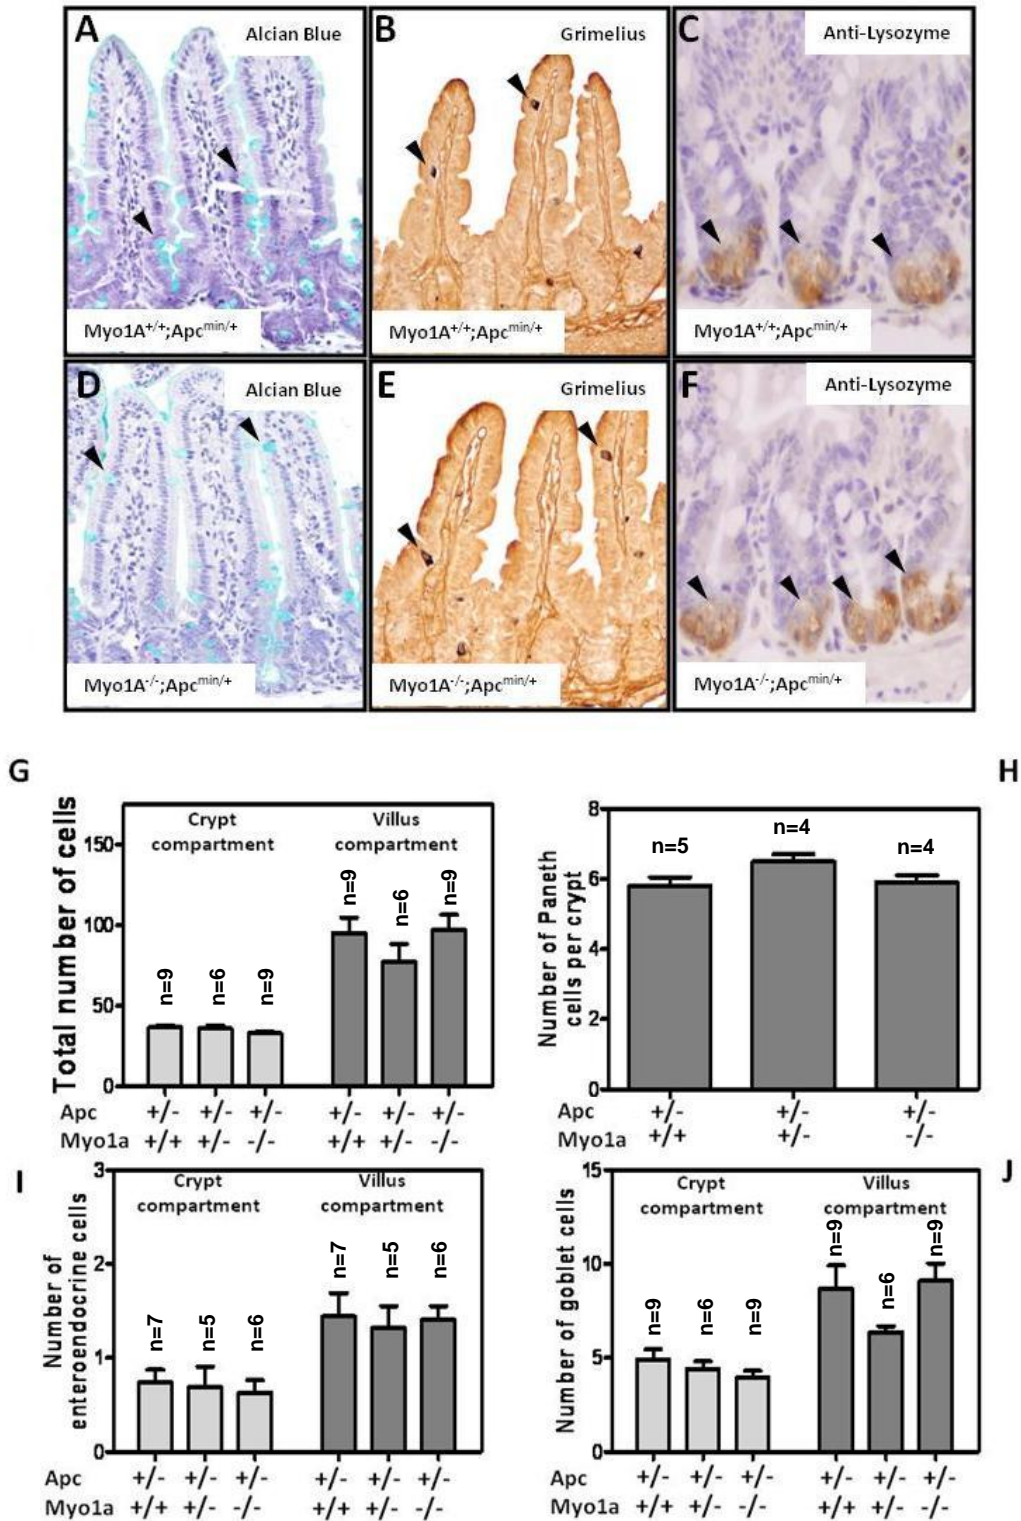 A
Alcian Blue
Myo1A+/+;Apcmin/+
B
Grimelius
Myo1A+/+;Apcmin/+
C
Anti-Lysozyme
Myo1A+/+;Apcmin/+
D
Alcian Blue
Myo1A-/-;Apcmin/+
E
Grimelius
Myo1A-/-;Apcmin/+
F
Anti-Lysozyme
Myo1A-/-;Apcmin/+
G
Total number of cells
150
100
50
0
Crypt
compartment
Villus
compartment
n=9
n=6
n=9
n=9
n=6
n=9
Apc +/- +/- +/- +/- +/- +/-
Myo1a +/+ +/- -/- +/+ +/- -/-
H
Number of Paneth
cells per crypt
8
6
4
2
0
n=5
n=4
n=4
Apc +/- +/- +/-
Myo1a +/+ +/- -/-
I
Number of
enteroendocrine cells
3
2
1
0
Crypt
compartment
Villus
compartment
n=7
n=5
n=6
n=7
n=5
n=6
Apc +/- +/- +/- +/- +/- +/-
Myo1a +/+ +/- -/- +/+ +/- -/-
J
Number of goblet cells
15
10
5
0
Crypt
compartment
Villus
compartment
n=9
n=6
n=9
n=9
n=6
n=9
Apc +/- +/- +/- +/- +/- +/-
Myo1a +/+ +/- -/- +/+ +/- -/-